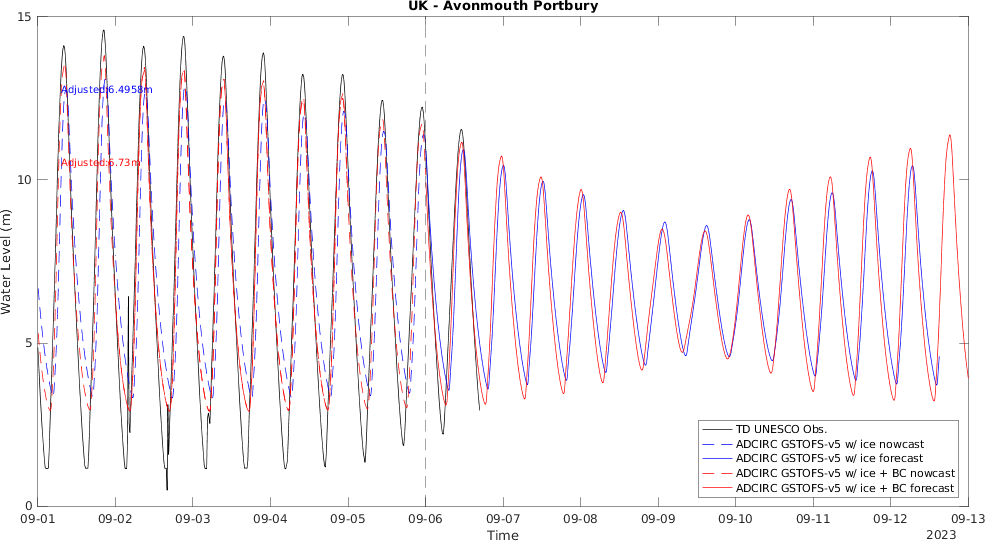 UK - Avonmouth Portbury
15
10
5
0
Water Level (m)
Adjusted:6.4958m
Adjusted:6.73m
TD UNESCO Obs.
ADCIRC GSTOFS-v5 w/ ice nowcast
ADCIRC GSTOFS-v5 w/ ice forecast
ADCIRC GSTOFS-v5 w/ ice + BC nowcast
ADCIRC GSTOFS-v5 w/ ice + BC forecast
09-01 09-02 09-03 09-04 09-05 09-06 09-07 09-08 09-09 09-10 09-11 09-12 09-13
Time
2023